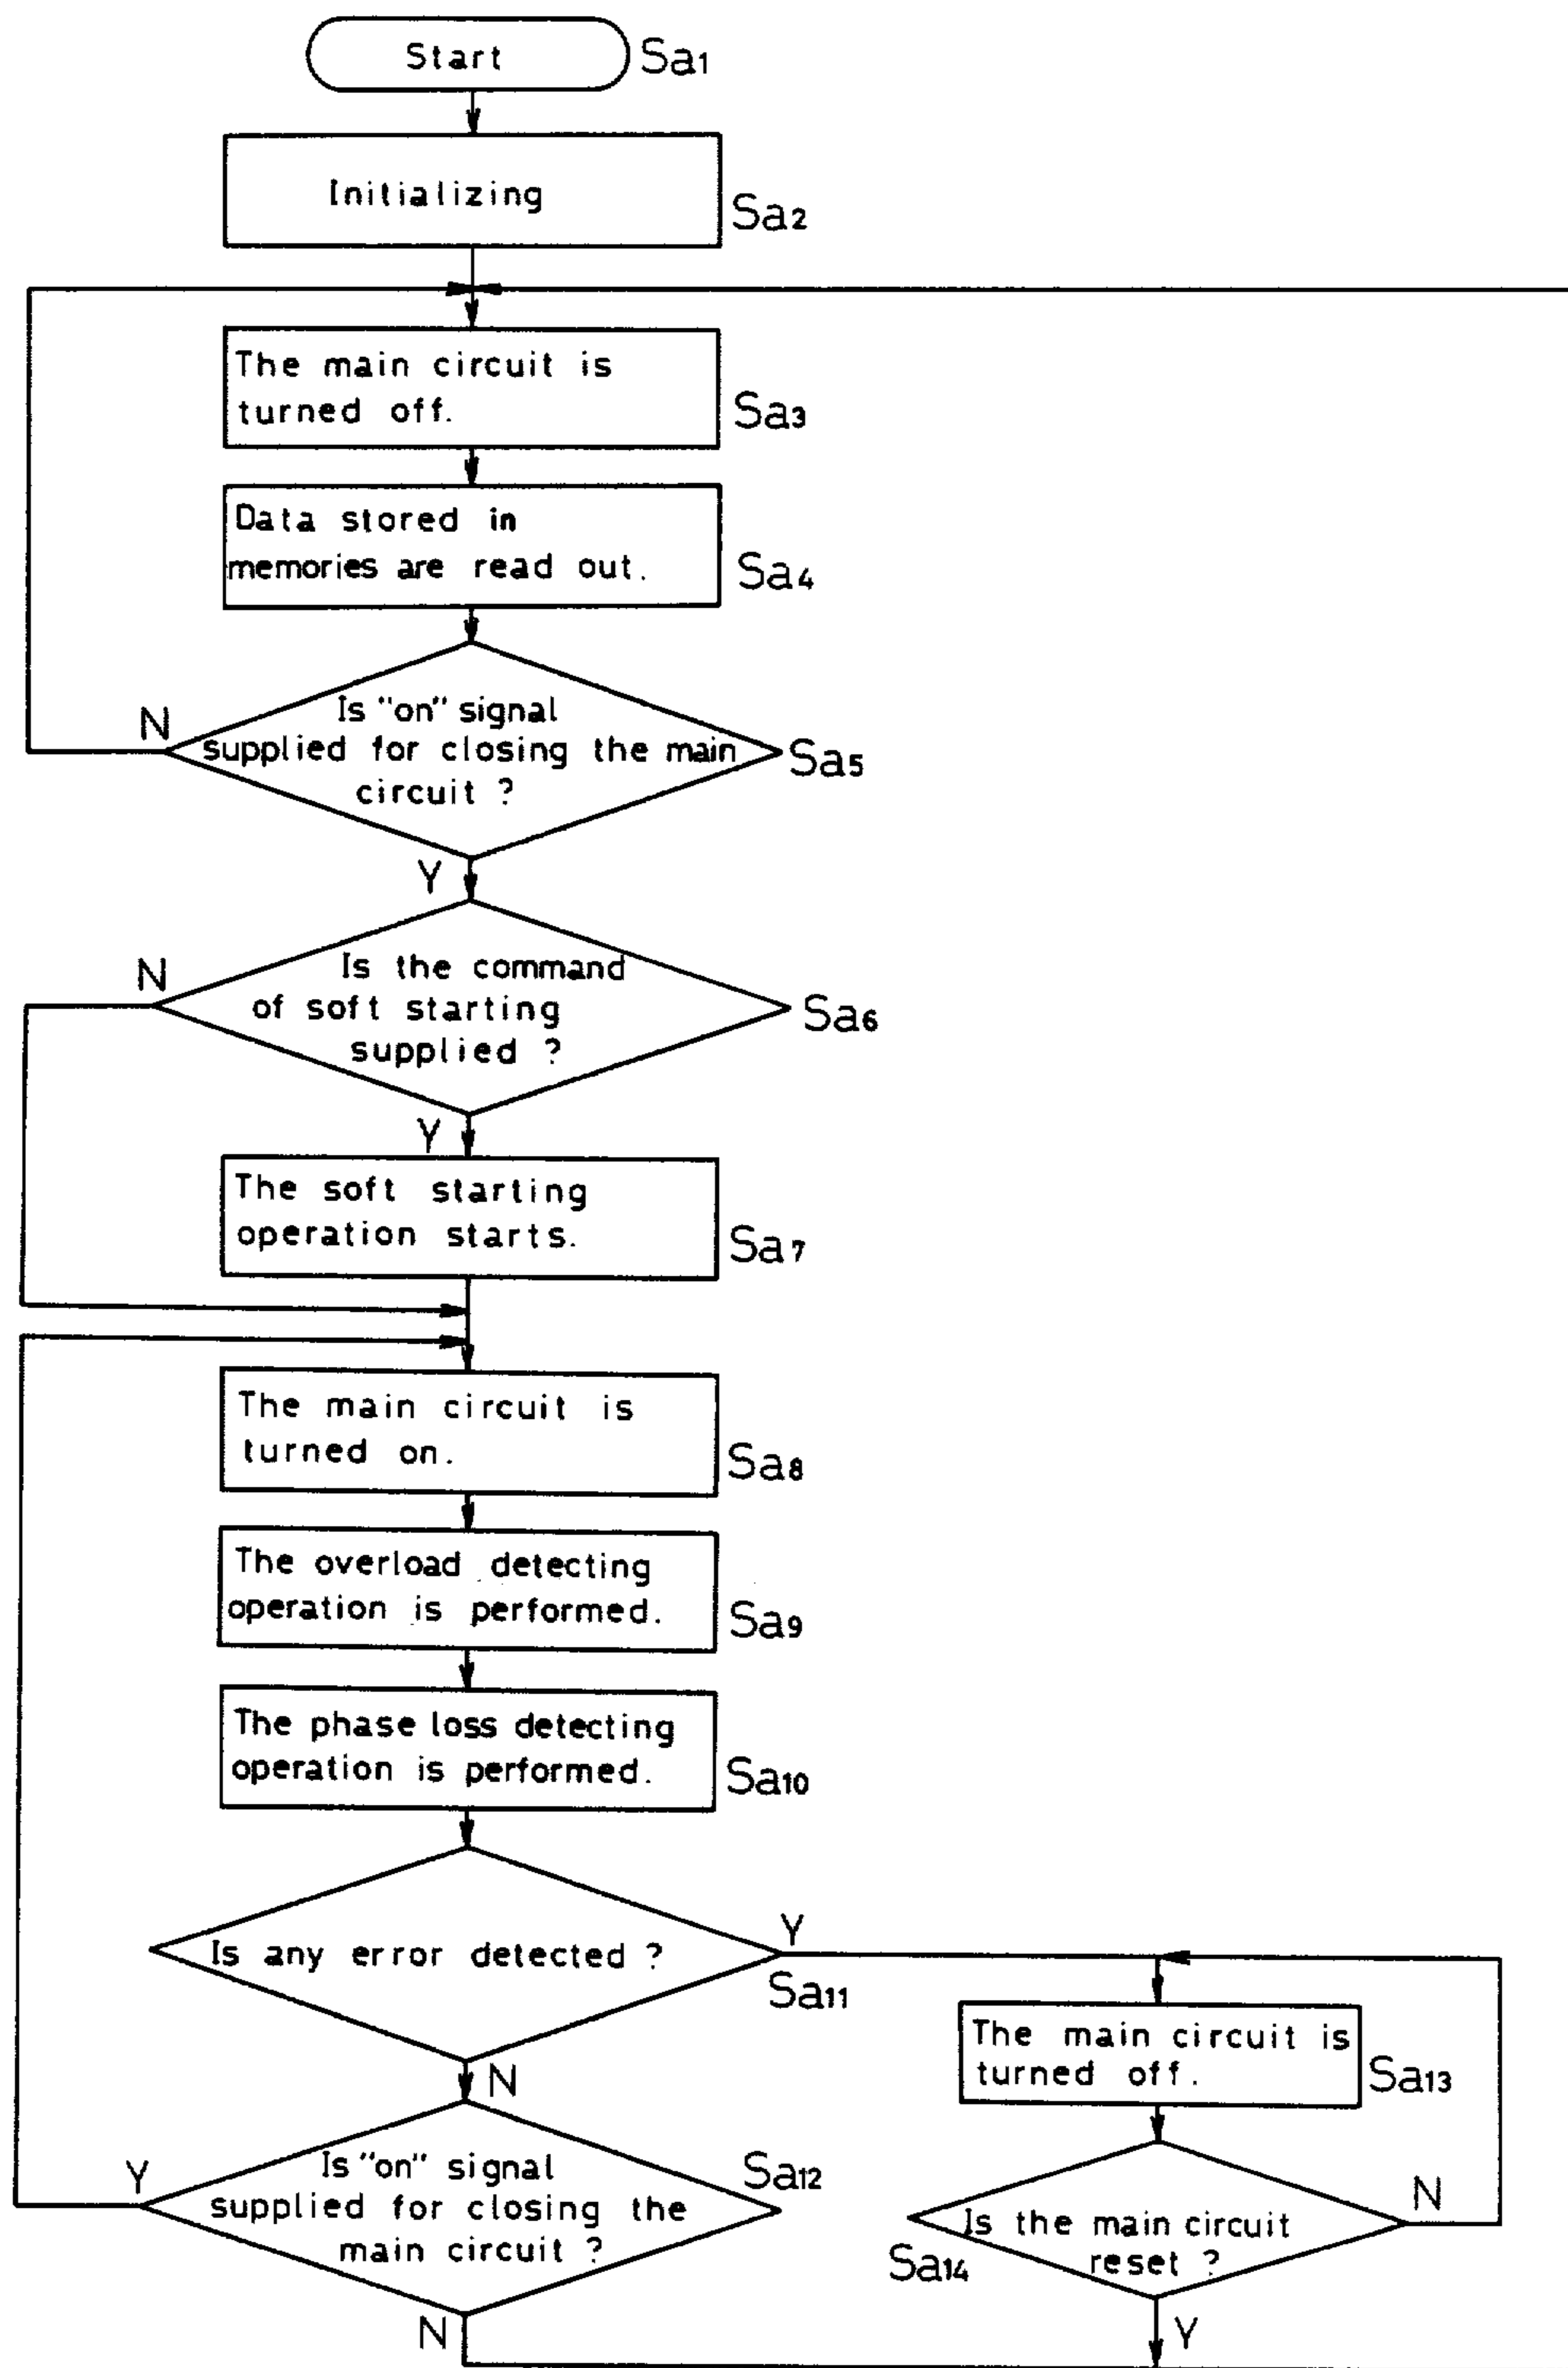 Start
Sa1
Initializing
Sa2
The main circuit is
turned off.
Sa3
Data stored in
memories are read out.
Sa4
Is "on" signal
supplied for closing the main
circuit ?
N
Sa5
Y
Is the command
of soft starting
supplied ?
N
Sa6
Y
The soft starting
operation starts.
Sa7
The main circuit is
turned on.
Sa8
The overload detecting
operation is performed.
Sa9
The phase loss detecting
operation is performed.
Sa10
Is any error detected ?
Y
Sa11
N
The main circuit is
turned off.
Sa13
Is "on" signal
supplied for closing the
main circuit ?
Y
Sa12
N
Is the main circuit
reset ?
N
Sa14
Y